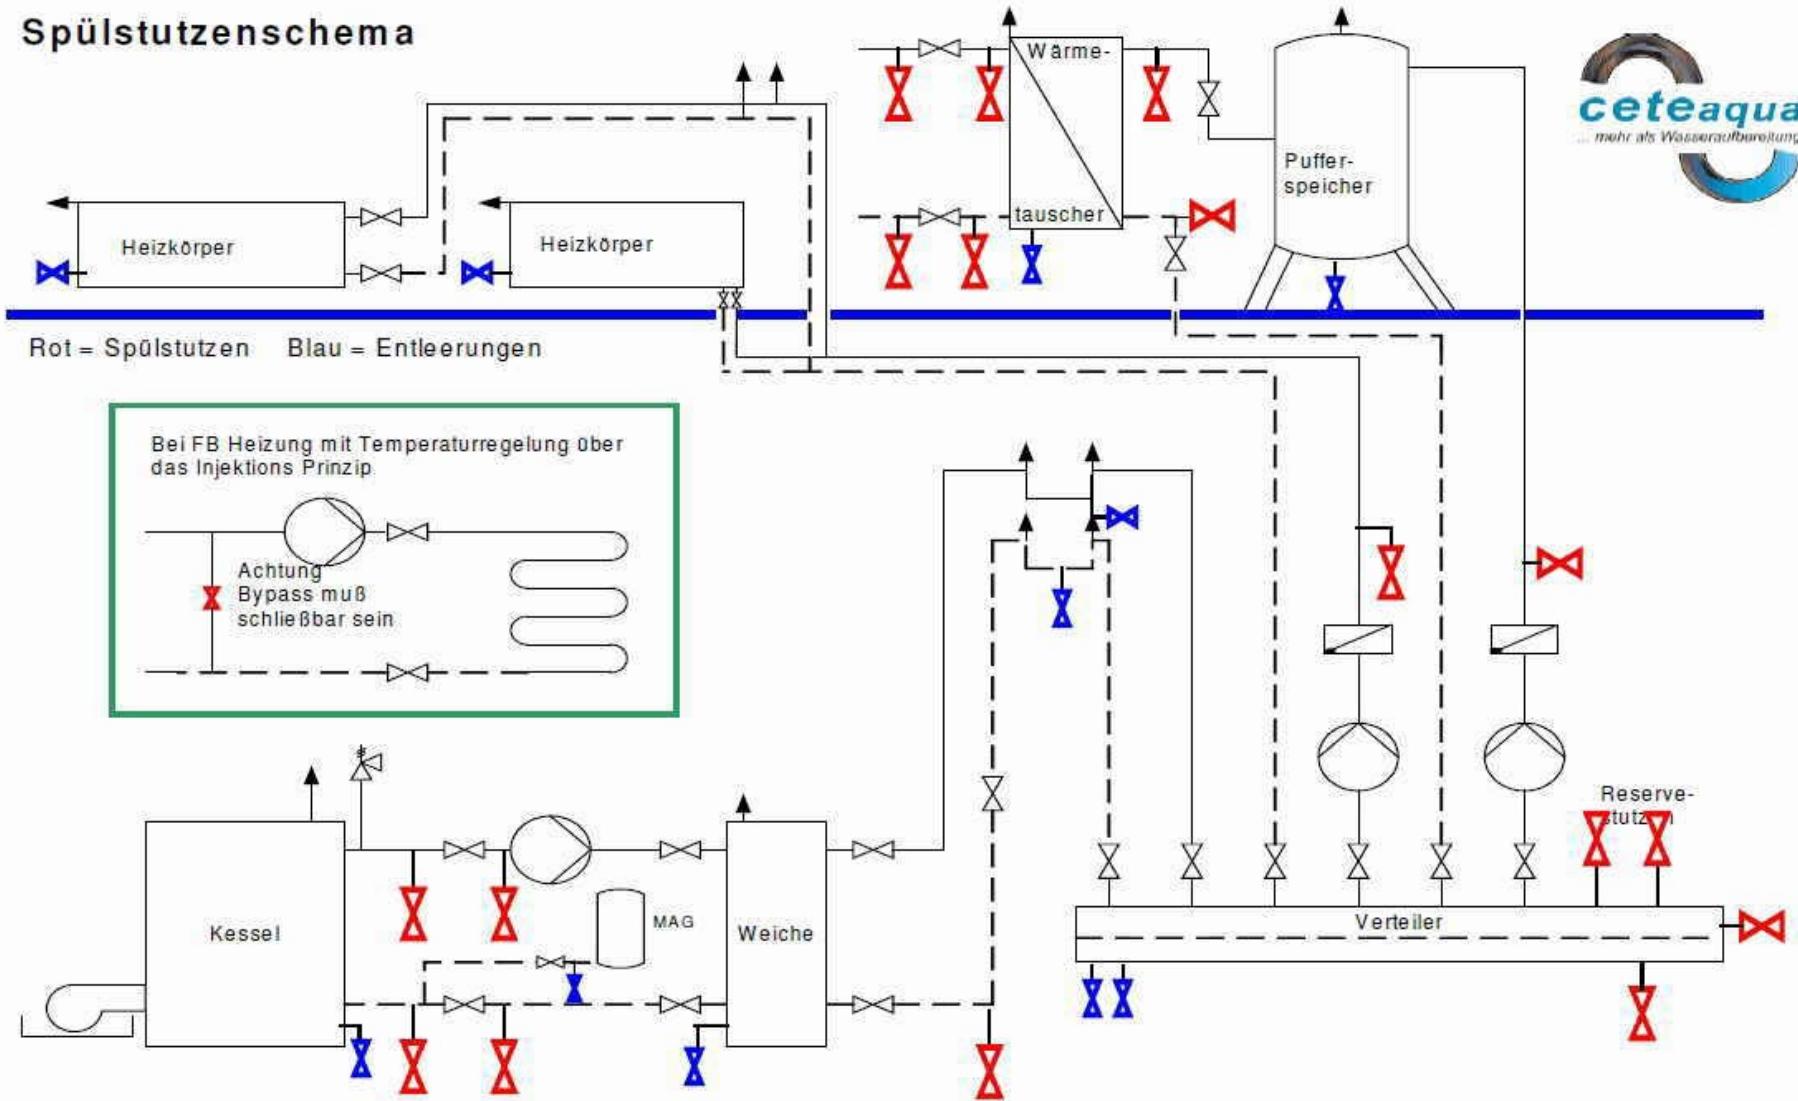 Spülstutzenschema
Wärme-
tauscher
Puffer-
speicher
ceteaqua
... mehr als Wasseraufbereitung
Heizkörper
Heizkörper
Rot = Spülstutzen Blau = Entleerungen
Bei FB Heizung mit Temperaturregelung über
das Injektions Prinzip
Achtung
Bypass muß
schließbar sein
Reserve-
stutzen
Kessel
MAG
Weiche
Verteiler